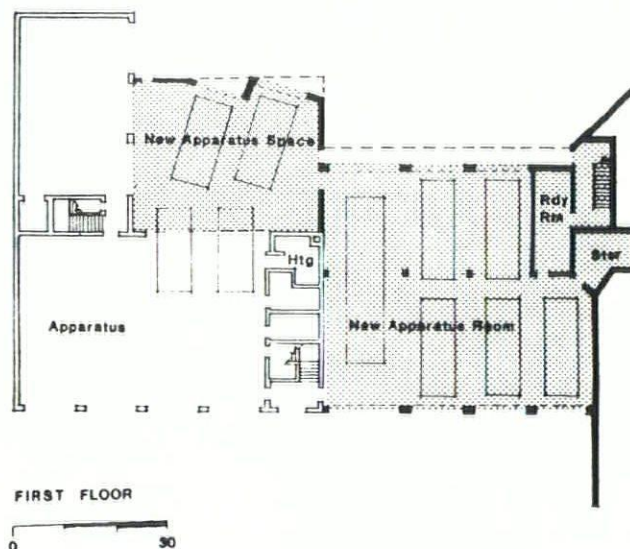 New Apparatus Space
Rdy
Rm
Htg
Stor
Apparatus
New Apparatus Room
FIRST FLOOR
0 30